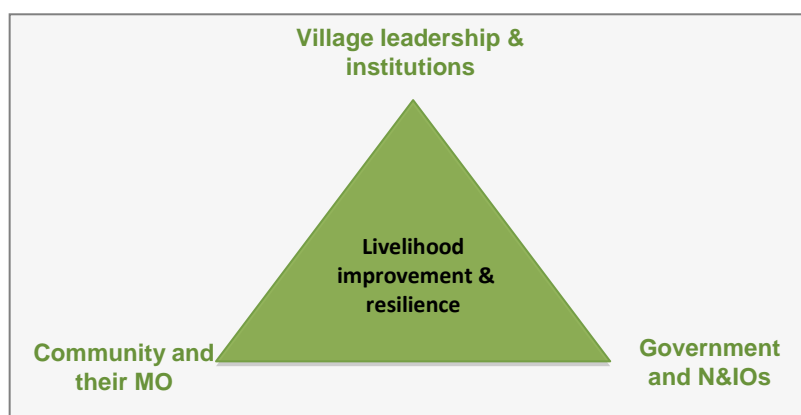 Village leadership &
institutions
Livelihood
improvement &
resilience
Community and
their MO
Government
and N&IOs